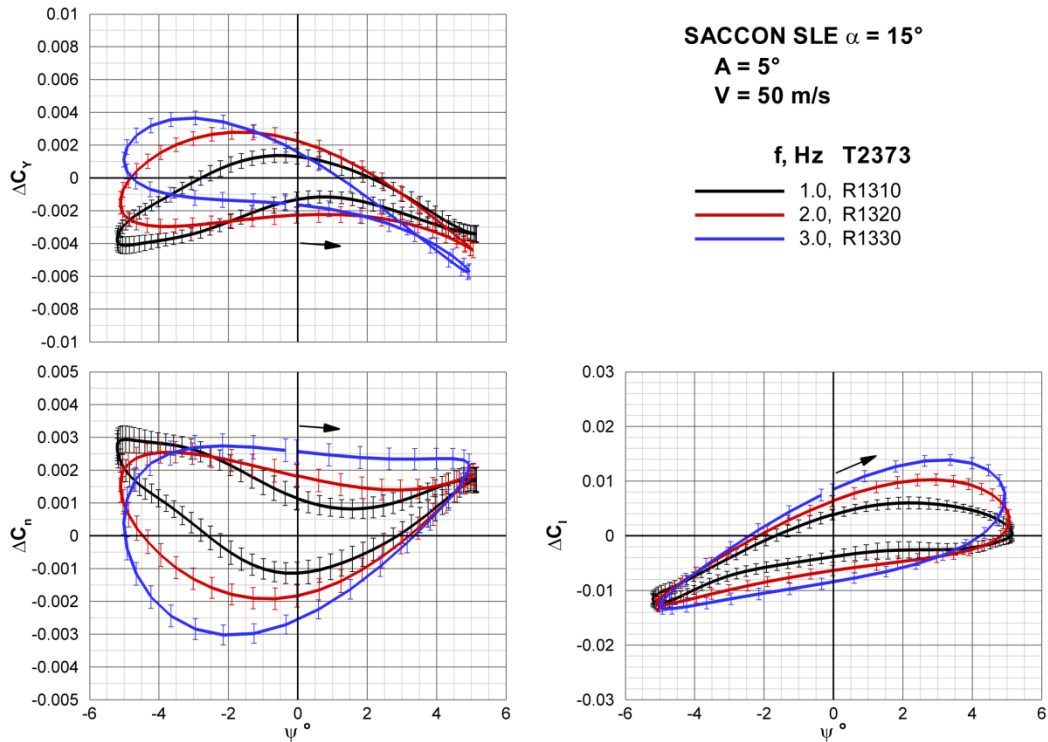 SACCON SLE α = 15°
A = 5°
V = 50 m/s
f, Hz T2373
1.0, R1310
2.0, R1320
3.0, R1330
ΔC_Y
0.01
0.008
0.006
0.004
0.002
0
-0.002
-0.004
-0.006
-0.008
-0.01
ΔC_n
0.005
0.004
0.003
0.002
0.001
0
-0.001
-0.002
-0.003
-0.004
-0.005
-6 -4 -2 0 2 4 6
ψ °
ΔC_l
0.03
0.02
0.01
0
-0.01
-0.02
-0.03
-6 -4 -2 0 2 4 6
ψ °